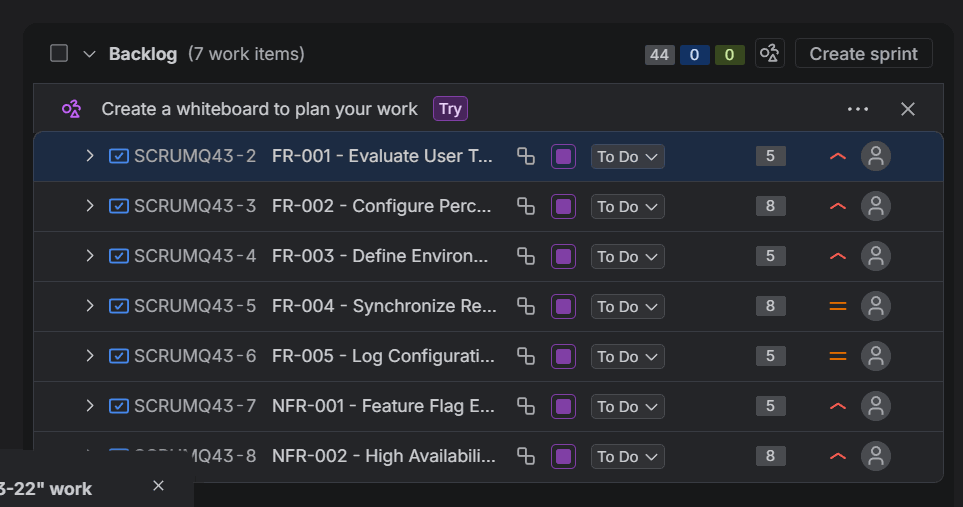 Backlog (7 work items) 44 0 0 Create sprint
Create a whiteboard to plan your work Try
SCRUMQ43-2 FR-001 - Evaluate User T... To Do 5
SCRUMQ43-3 FR-002 - Configure Perc... To Do 8
SCRUMQ43-4 FR-003 - Define Environ... To Do 5
SCRUMQ43-5 FR-004 - Synchronize Re... To Do 8
SCRUMQ43-6 FR-005 - Log Configurati... To Do 5
SCRUMQ43-7 NFR-001 - Feature Flag E... To Do 5
SCRUMQ43-8 NFR-002 - High Availabili... To Do 8
3-22" work